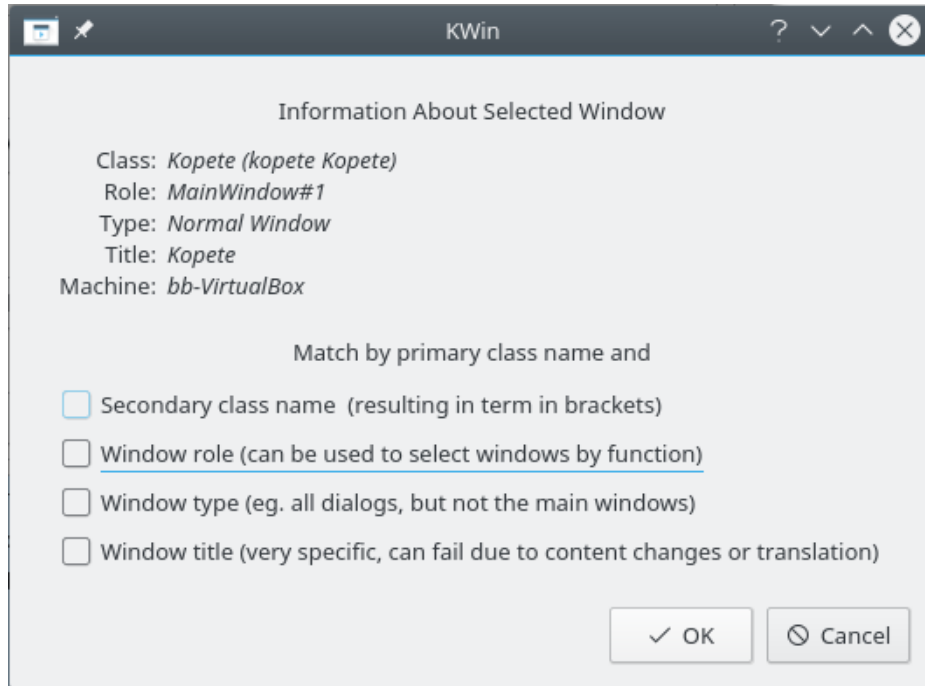 KWin
Information About Selected Window
Class: Kopete (kopete Kopete)
Role: MainWindow#1
Type: Normal Window
Title: Kopete
Machine: bb-VirtualBox
Match by primary class name and
Secondary class name  (resulting in term in brackets)
Window role (can be used to select windows by function)
Window type (eg. all dialogs, but not the main windows)
Window title (very specific, can fail due to content changes or translation)
OK Cancel